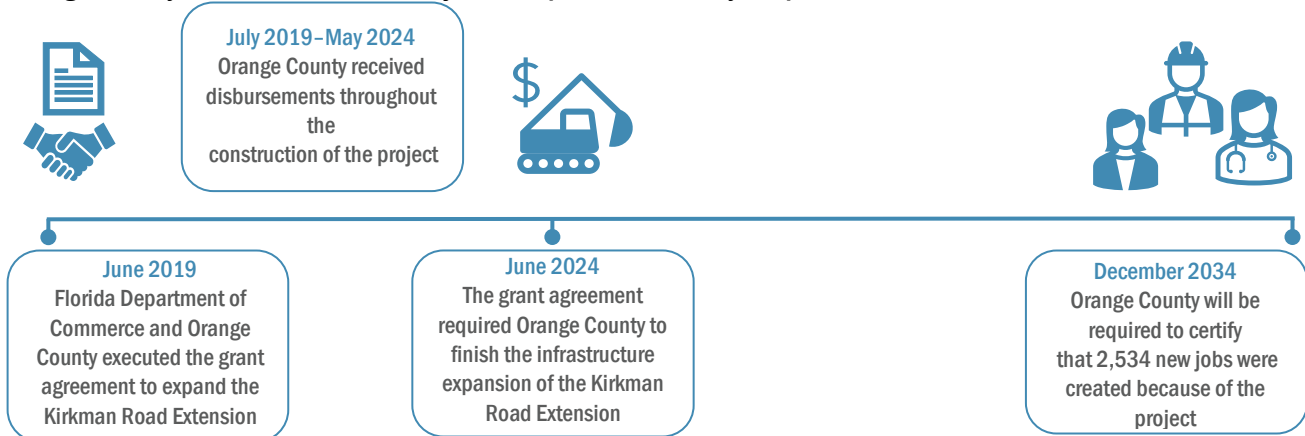 July 2019–May 2024
Orange County received
disbursements throughout
the
construction of the project
$
June 2019
Florida Department of
Commerce and Orange
County executed the grant
agreement to expand the
Kirkman Road Extension
June 2024
The grant agreement
required Orange County to
finish the infrastructure
expansion of the Kirkman
Road Extension
December 2034
Orange County will be
required to certify
that 2,534 new jobs were
created because of the
project